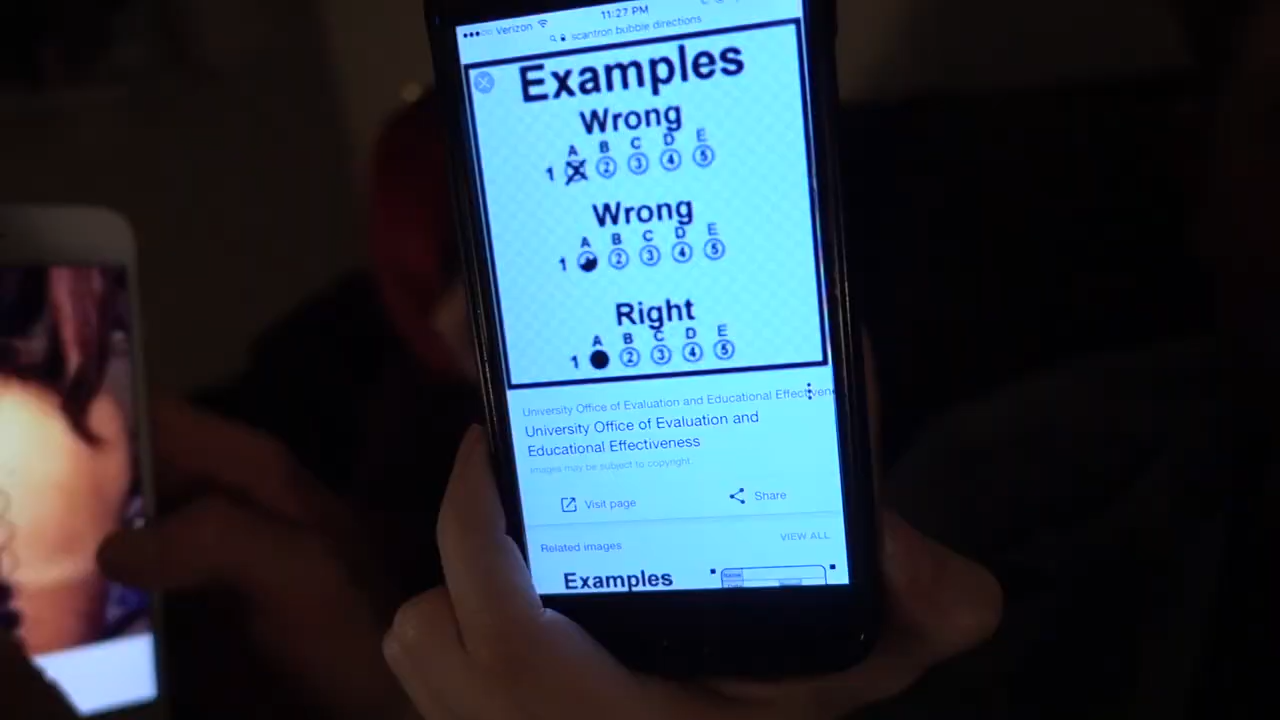 Verizon 11:27 PM
scantron bubble directions
Examples
Wrong
A B C D E
1 2 3 4 5
Wrong
A B C D E
1 2 3 4 5
Right
A B C D E
1 2 3 4 5
University Office of Evaluation and Educational Effectiven
University Office of Evaluation and
Educational Effectiveness
Images may be subject to copyright.
Visit page Share
Related images VIEW ALL
Examples
Name